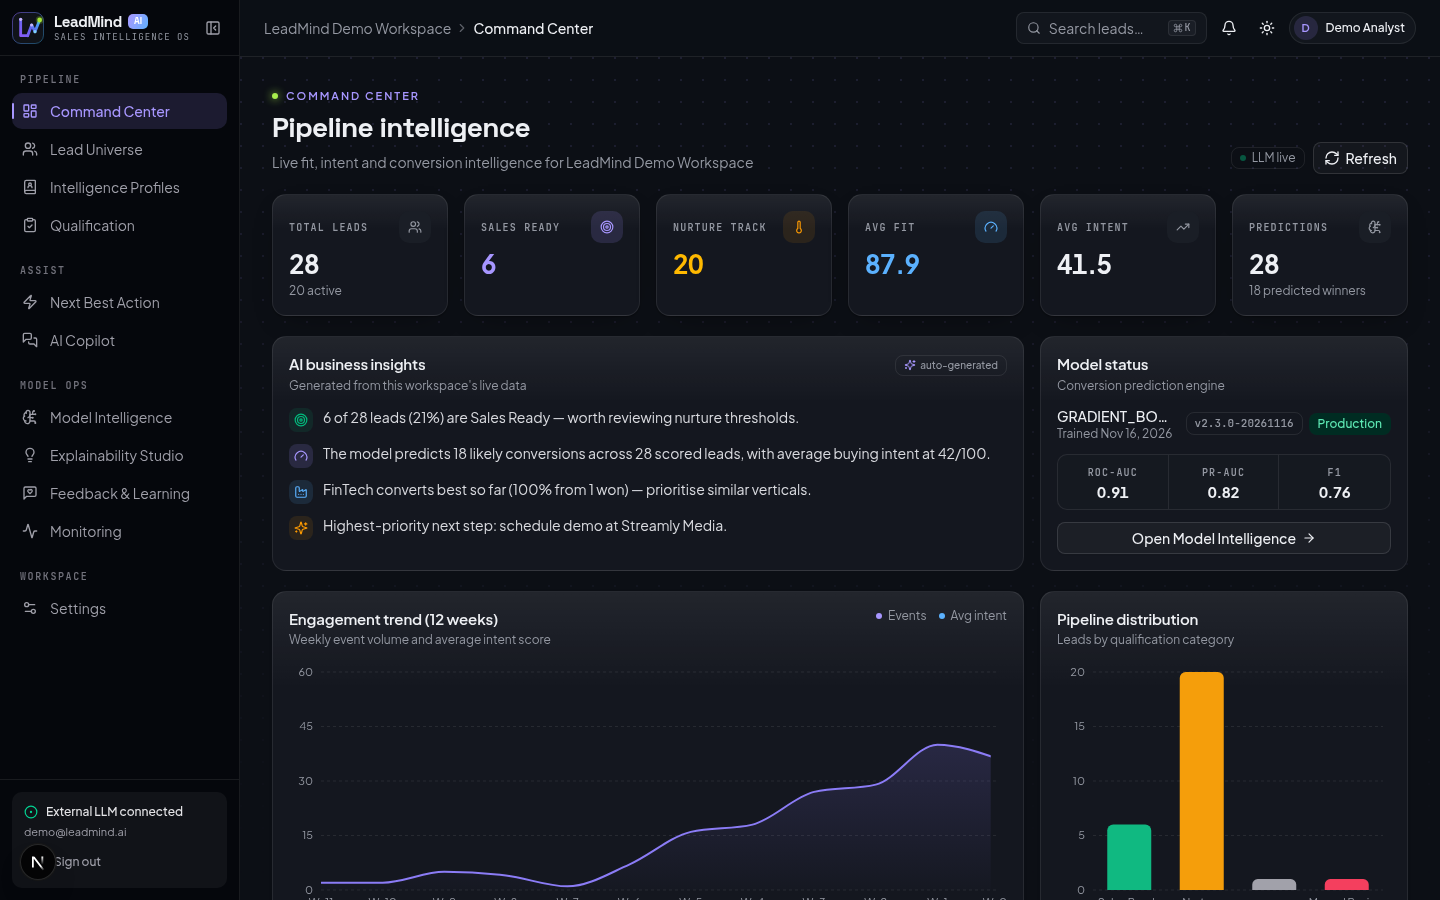 LeadMind AI
SALES INTELLIGENCE OS
PIPELINE
Command Center
Lead Universe
Intelligence Profiles
Qualification
ASSIST
Next Best Action
AI Copilot
MODEL OPS
Model Intelligence
Explainability Studio
Feedback & Learning
Monitoring
WORKSPACE
Settings
External LLM connected
demo@leadmind.ai
N
Sign out
LeadMind Demo Workspace > Command Center
Search leads… ⌘K
D Demo Analyst
COMMAND CENTER
Pipeline intelligence
Live fit, intent and conversion intelligence for LeadMind Demo Workspace
LLM live
Refresh
TOTAL LEADS
28
20 active
SALES READY
6
NURTURE TRACK
20
AVG FIT
87.9
AVG INTENT
41.5
PREDICTIONS
28
18 predicted winners
AI business insights
auto-generated
Generated from this workspace's live data
6 of 28 leads (21%) are Sales Ready — worth reviewing nurture thresholds.
The model predicts 18 likely conversions across 28 scored leads, with average buying intent at 42/100.
FinTech converts best so far (100% from 1 won) — prioritise similar verticals.
Highest-priority next step: schedule demo at Streamly Media.
Model status
Conversion prediction engine
GRADIENT_BO…
Trained Nov 16, 2026
v2.3.0-20261116
Production
ROC-AUC
0.91
PR-AUC
0.82
F1
0.76
Open Model Intelligence →
Engagement trend (12 weeks)
Weekly event volume and average intent score
Events
Avg intent
60
45
30
15
0
Pipeline distribution
Leads by qualification category
20
15
10
5
0